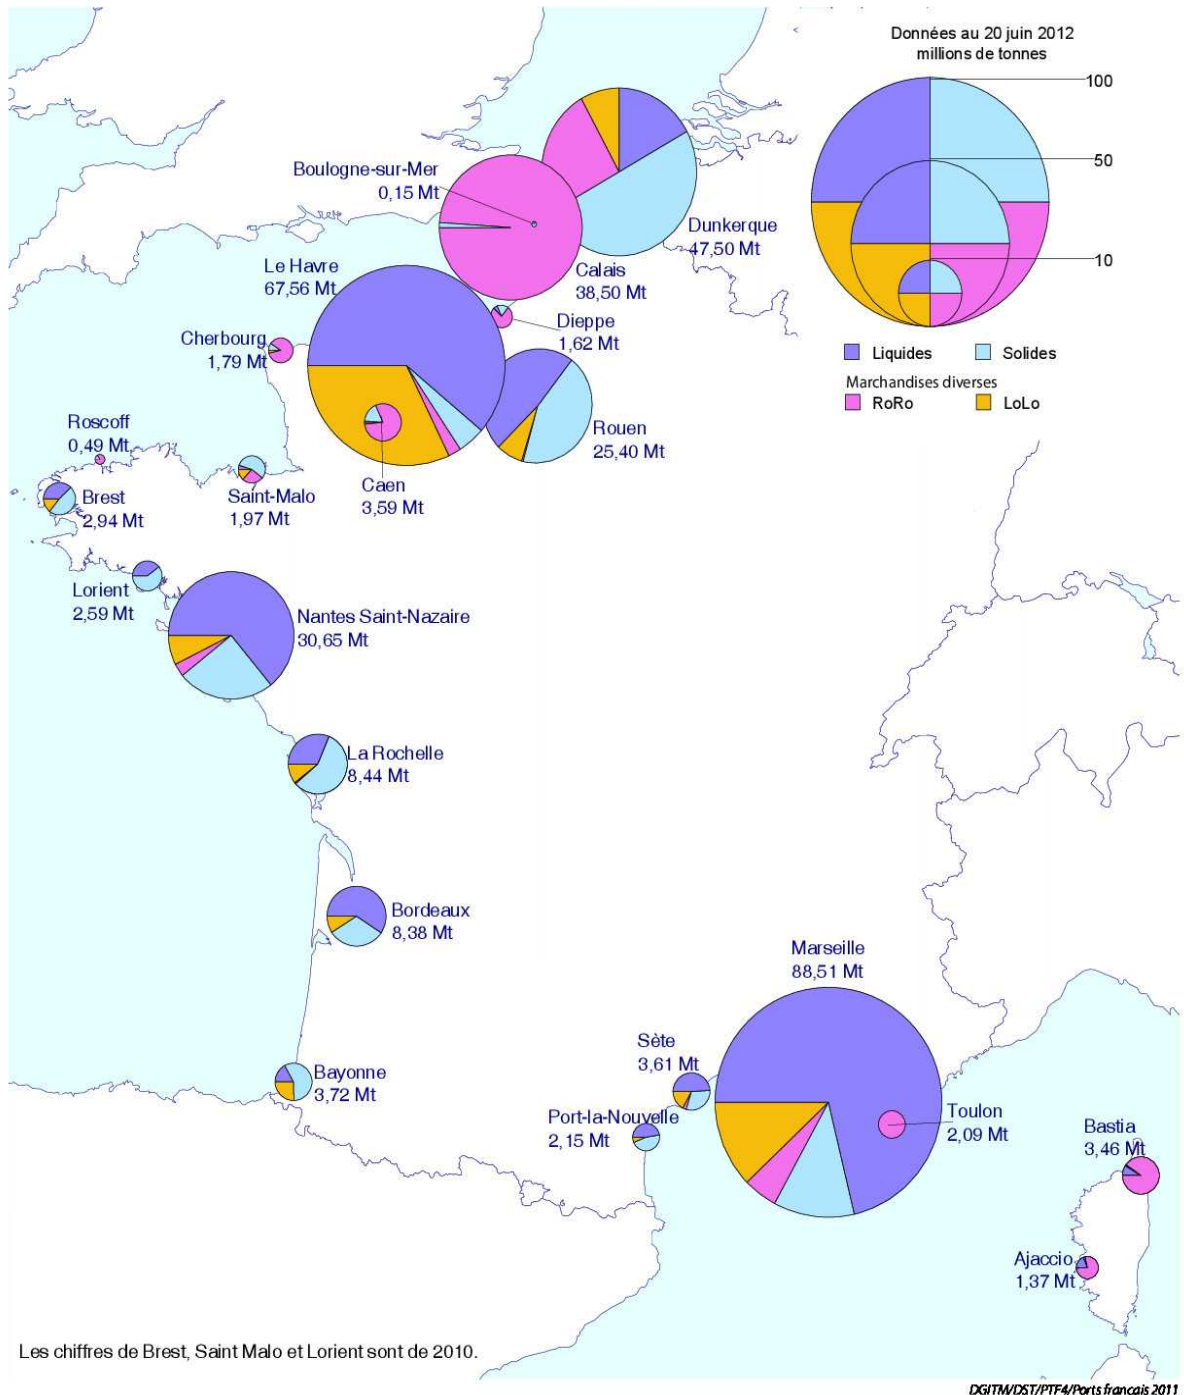 Données au 20 juin 2012
millions de tonnes
100
50
10
Liquides
Solides
Marchandises diverses
RoRo
LoLo
Boulogne-sur-Mer
0,15 Mt
Dunkerque
47,50 Mt
Calais
38,50 Mt
Le Havre
67,56 Mt
Dieppe
1,62 Mt
Cherbourg
1,79 Mt
Rouen
25,40 Mt
Roscoff
0,49 Mt
Caen
3,59 Mt
Saint-Malo
1,97 Mt
Brest
2,94 Mt
Lorient
2,59 Mt
Nantes Saint-Nazaire
30,65 Mt
La Rochelle
8,44 Mt
Bordeaux
8,38 Mt
Marseille
88,51 Mt
Sète
3,61 Mt
Bayonne
3,72 Mt
Port-la-Nouvelle
2,15 Mt
Toulon
2,09 Mt
Bastia
3,46 Mt
Ajaccio
1,37 Mt
Les chiffres de Brest, Saint Malo et Lorient sont de 2010.
DGITM/DST/PTF4/Ports francais 2011